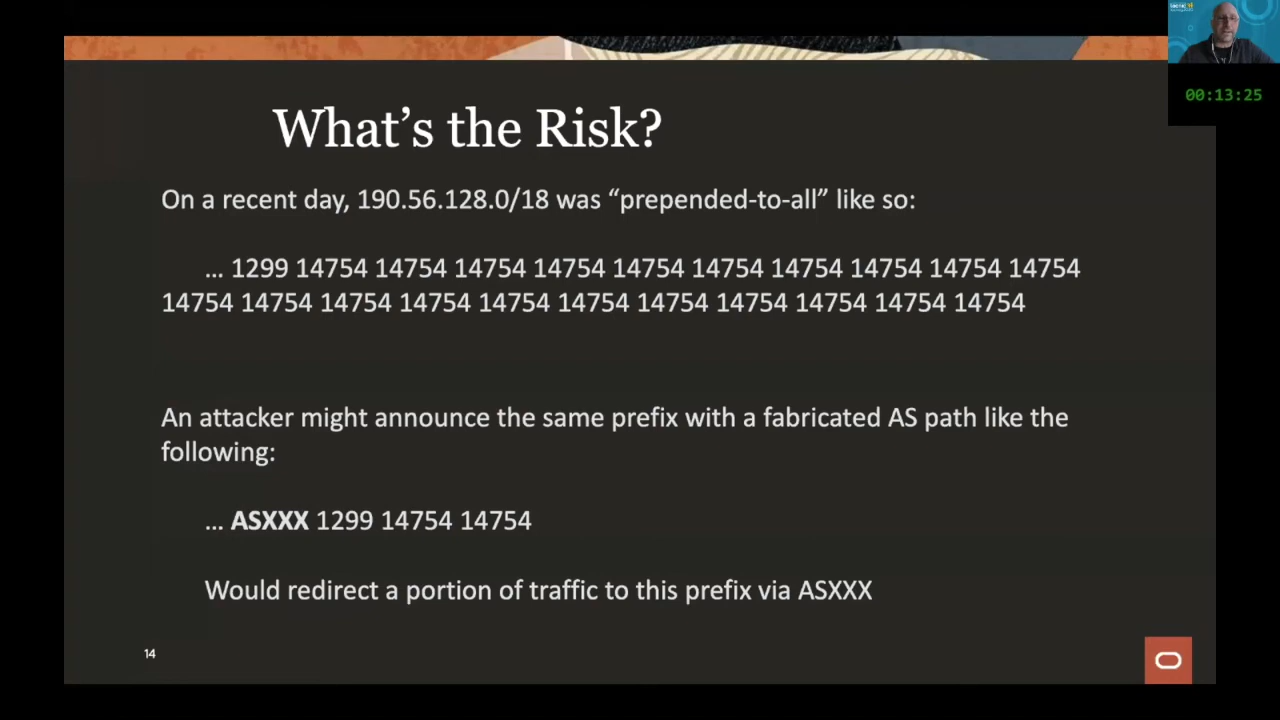 00:13:25
What’s the Risk?
On a recent day, 190.56.128.0/18 was “prepended-to-all” like so:
... 1299 14754 14754 14754 14754 14754 14754 14754 14754 14754 14754
14754 14754 14754 14754 14754 14754 14754 14754 14754 14754 14754
An attacker might announce the same prefix with a fabricated AS path like the
following:
... ASXXX 1299 14754 14754
Would redirect a portion of traffic to this prefix via ASXXX
14